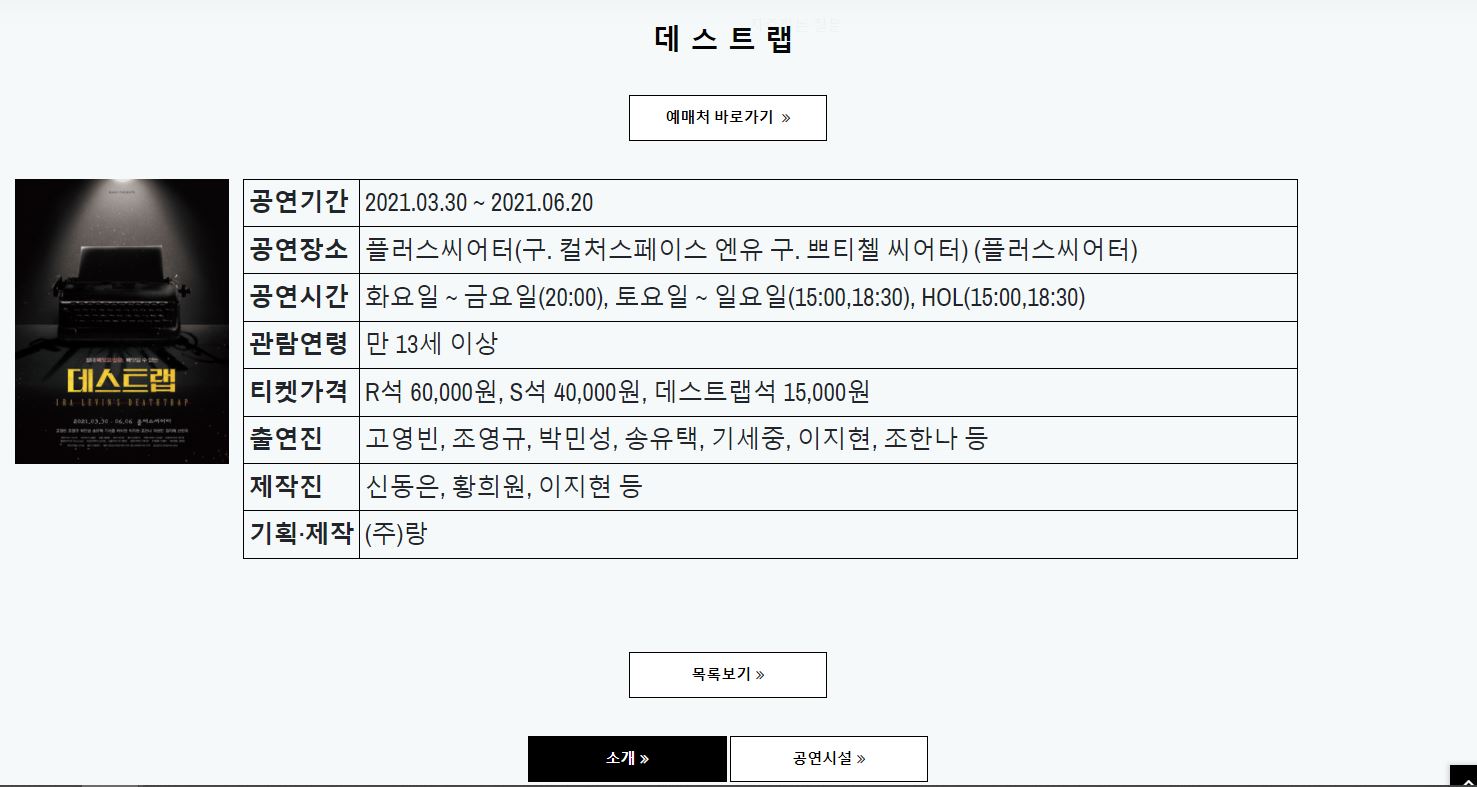 데스트랩
예매처 바로가기 »
공연기간 2021.03.30 ~ 2021.06.20
공연장소 플러스씨어터(구. 컬처스페이스 엔유 구. 쁘티첼 씨어터) (플러스씨어터)
공연시간 화요일 ~ 금요일(20:00), 토요일 ~ 일요일(15:00,18:30), HOL(15:00,18:30)
관람연령 만 13세 이상
티켓가격 R석 60,000원, S석 40,000원, 데스트랩석 15,000원
출연진 고영빈, 조영규, 박민성, 송유택, 기세중, 이지현, 조한나 등
제작진 신동은, 황희원, 이지현 등
기획·제작 (주)랑
데스트랩
IRA LEVIN'S DEATHTRAP
2021.03.30 - 06.06 플러스씨어터
목록보기 »
소개 »
공연시설 »